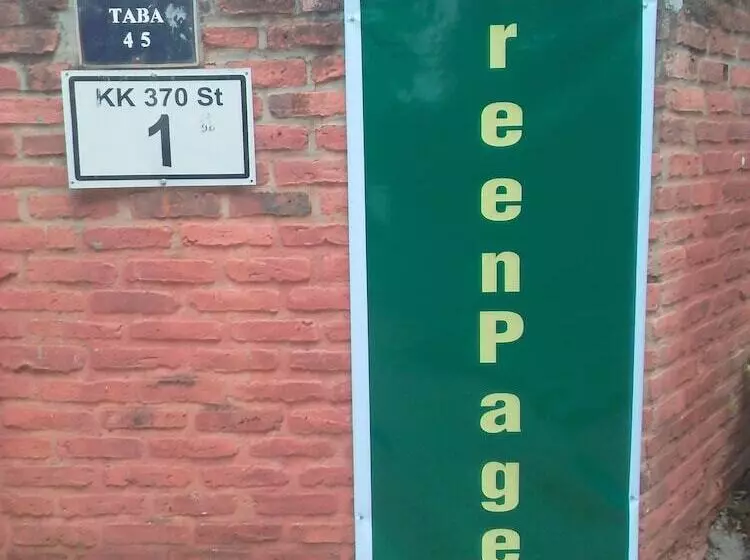 TABA
45
KK 370 St
1
reenPage